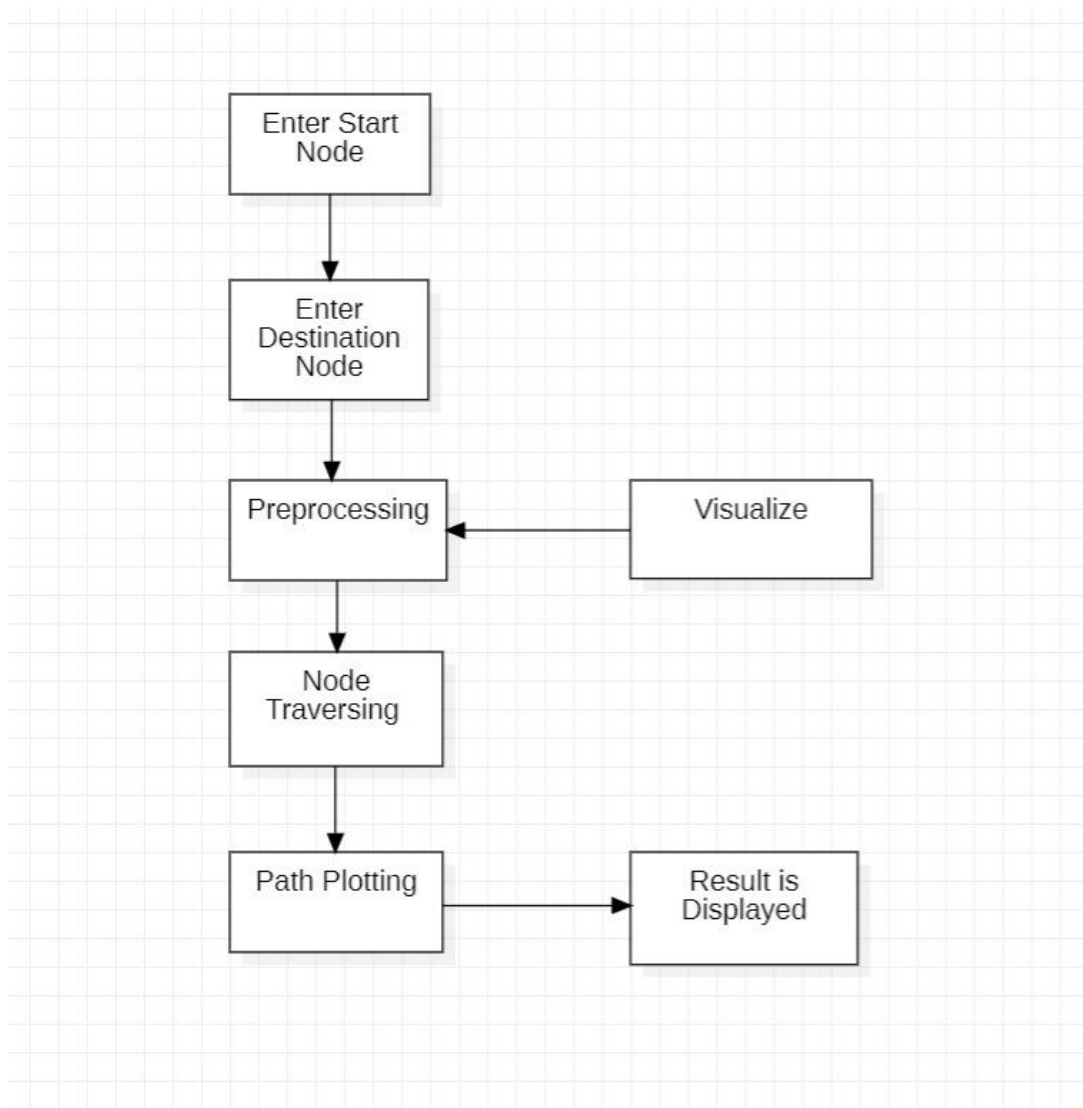 Enter Start
Node
Enter
Destination
Node
Preprocessing
Visualize
Node
Traversing
Path Plotting
Result is
Displayed